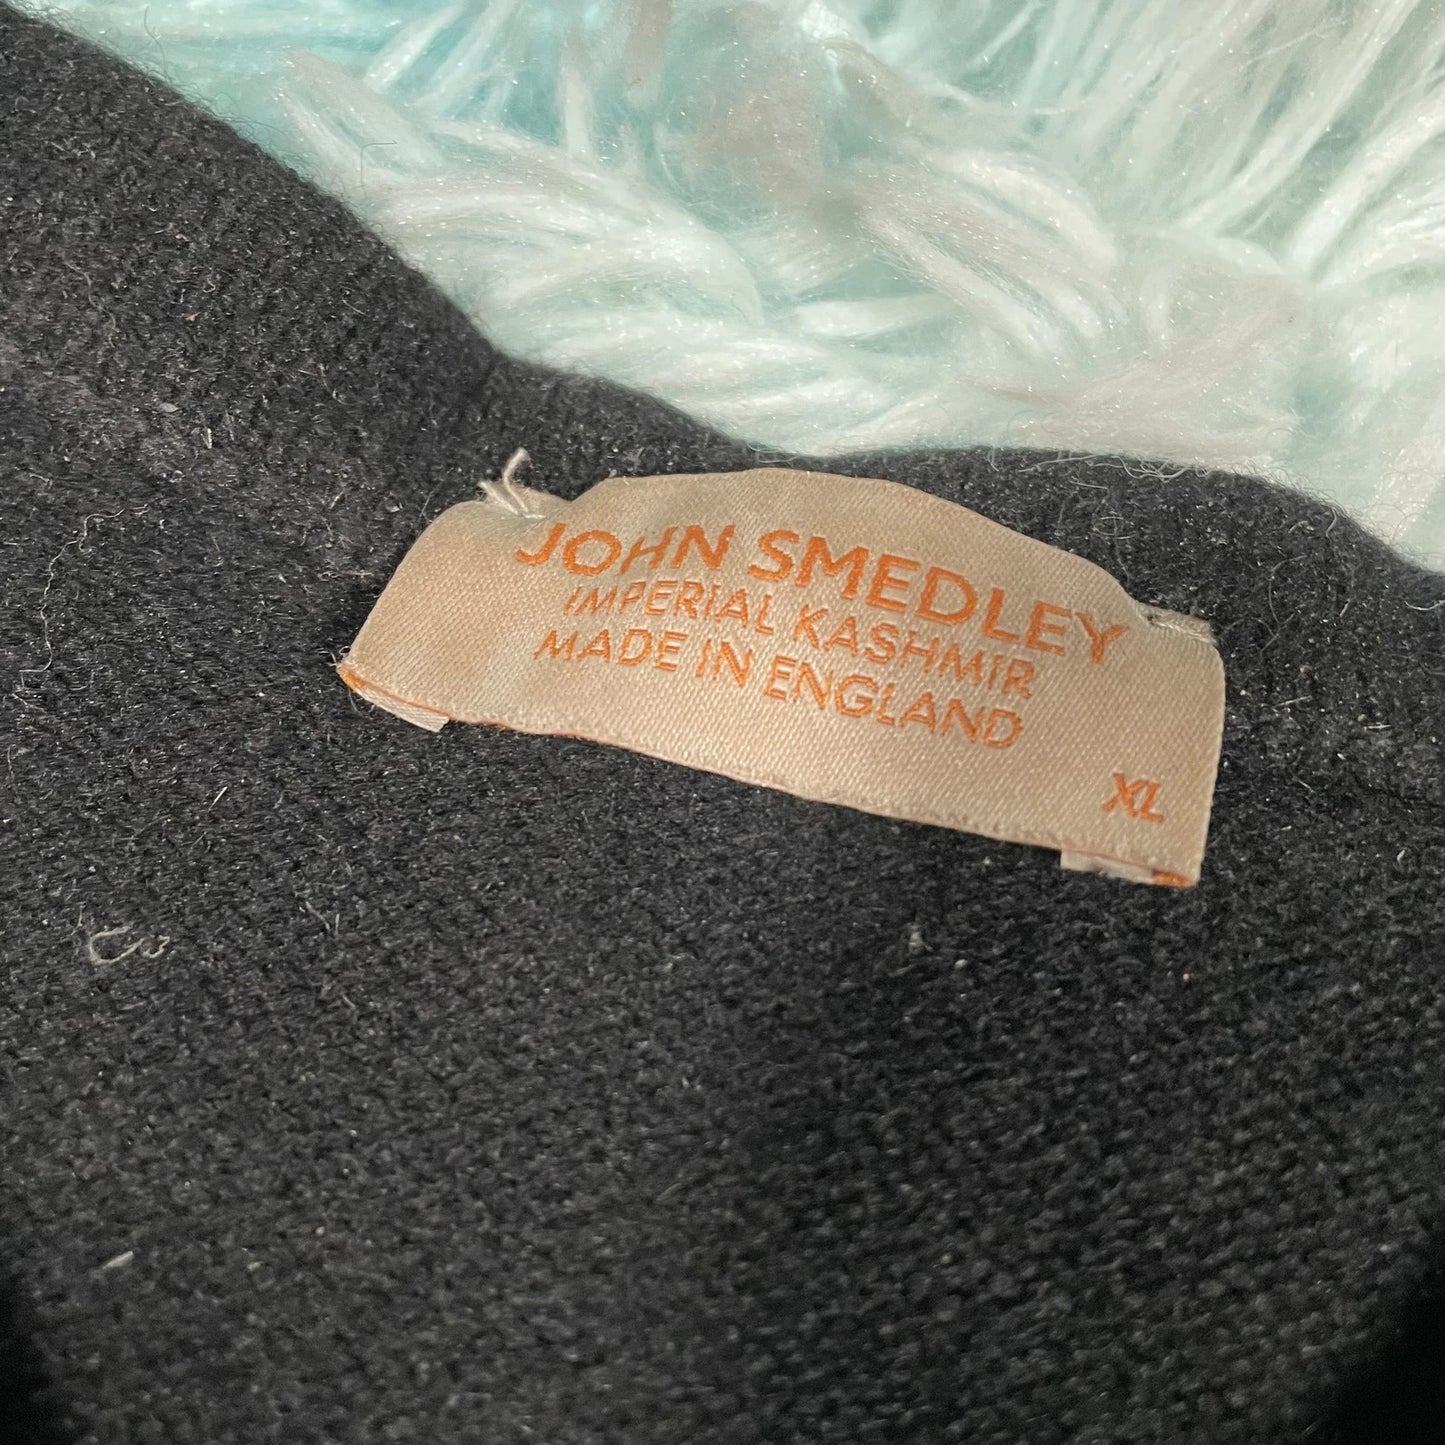 JOHN SMEDLEY
IMPERIAL KASHMIR
MADE IN ENGLAND
XL